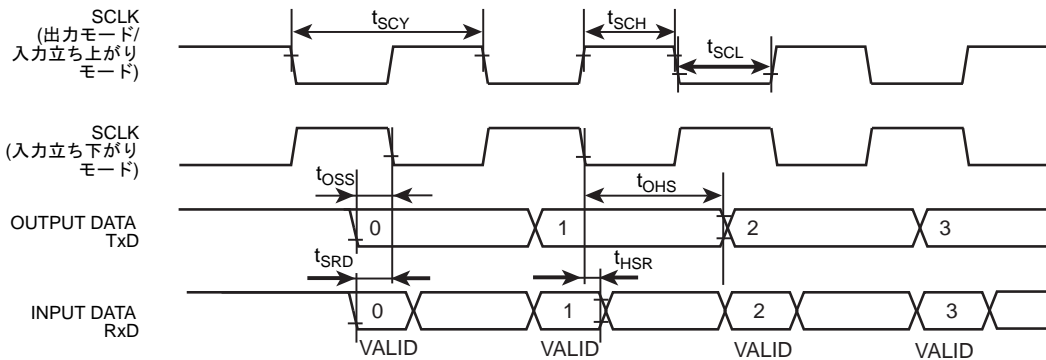 SCLK
(出力モード/
入力立ち上がり
モード)
tSCY
tSCH
tSCL
SCLK
(入力立ち下がり
モード)
tOSS
tOHS
OUTPUT DATA
TxD
0
1
2
3
tSRD
tHSR
INPUT DATA
RxD
0
1
2
3
VALID
VALID
VALID
VALID